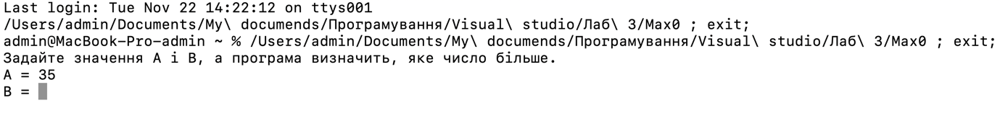 Last login: Tue Nov 22 14:22:12 on ttys001
/Users/admin/Documents/My\ documends/Програмування/Visual\ studio/Лаб\ 3/Max0 ; exit;
admin@MacBook-Pro-admin ~ % /Users/admin/Documents/My\ documends/Програмування/Visual\ studio/Лаб\ 3/Max0 ; exit;
Задайте значення А і В, а програма визначить, яке число більше.
A = 35
B =